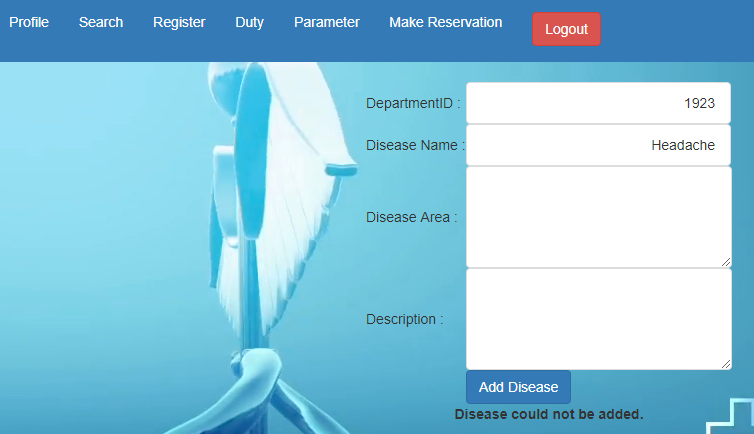 Profile Search Register Duty Parameter Make Reservation Logout
DepartmentID : 1923
Disease Name : Headache
Disease Area :
Description :
Add Disease
Disease could not be added.